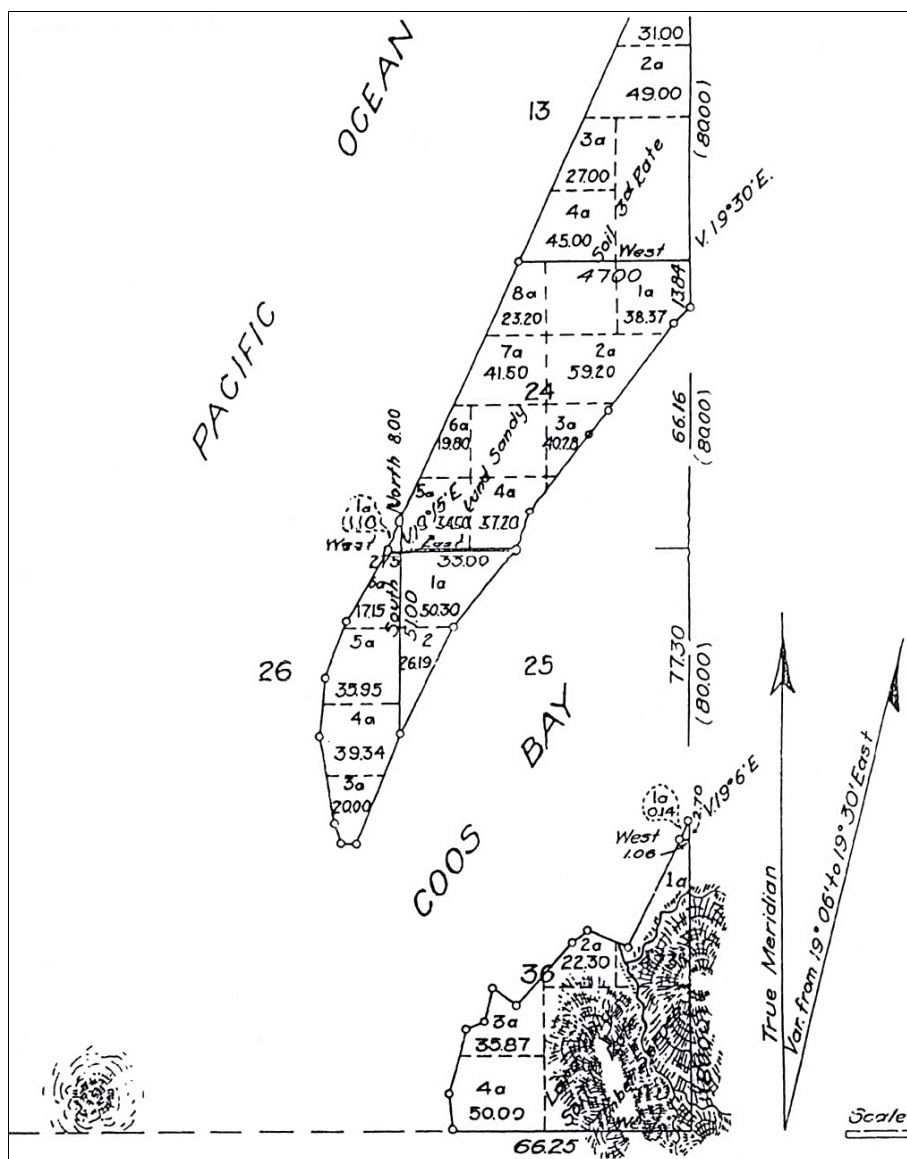 PACIFIC
OCEAN
COOS
BAY
31.00
2a
49.00
13
3a
27.00
Soil 3d Rate
4a
45.00
West
47.00
(80.00)
V. 19°30'E.
8a
23.20
1a
38.37
13.84
7a
41.50
2a
59.20
24
6a
19.80
Land Sandy
3a
40.28
66.16
(80.00)
North 8.00
5a
34.50
4a
37.20
1a
1.10
West
2.75
East
33.00
6a
17.15
South
51.00
1a
50.30
5a
35.95
2
26.19
26
25
77.30
(80.00)
4a
39.34
3a
20.00
1a
0.14
2.70
V. 19°6'E
West
1.06
1a
2a
22.30
36
3a
35.87
4a
50.00
66.25
True Meridian
Var. from 19°06' to 19°30' East
Scale